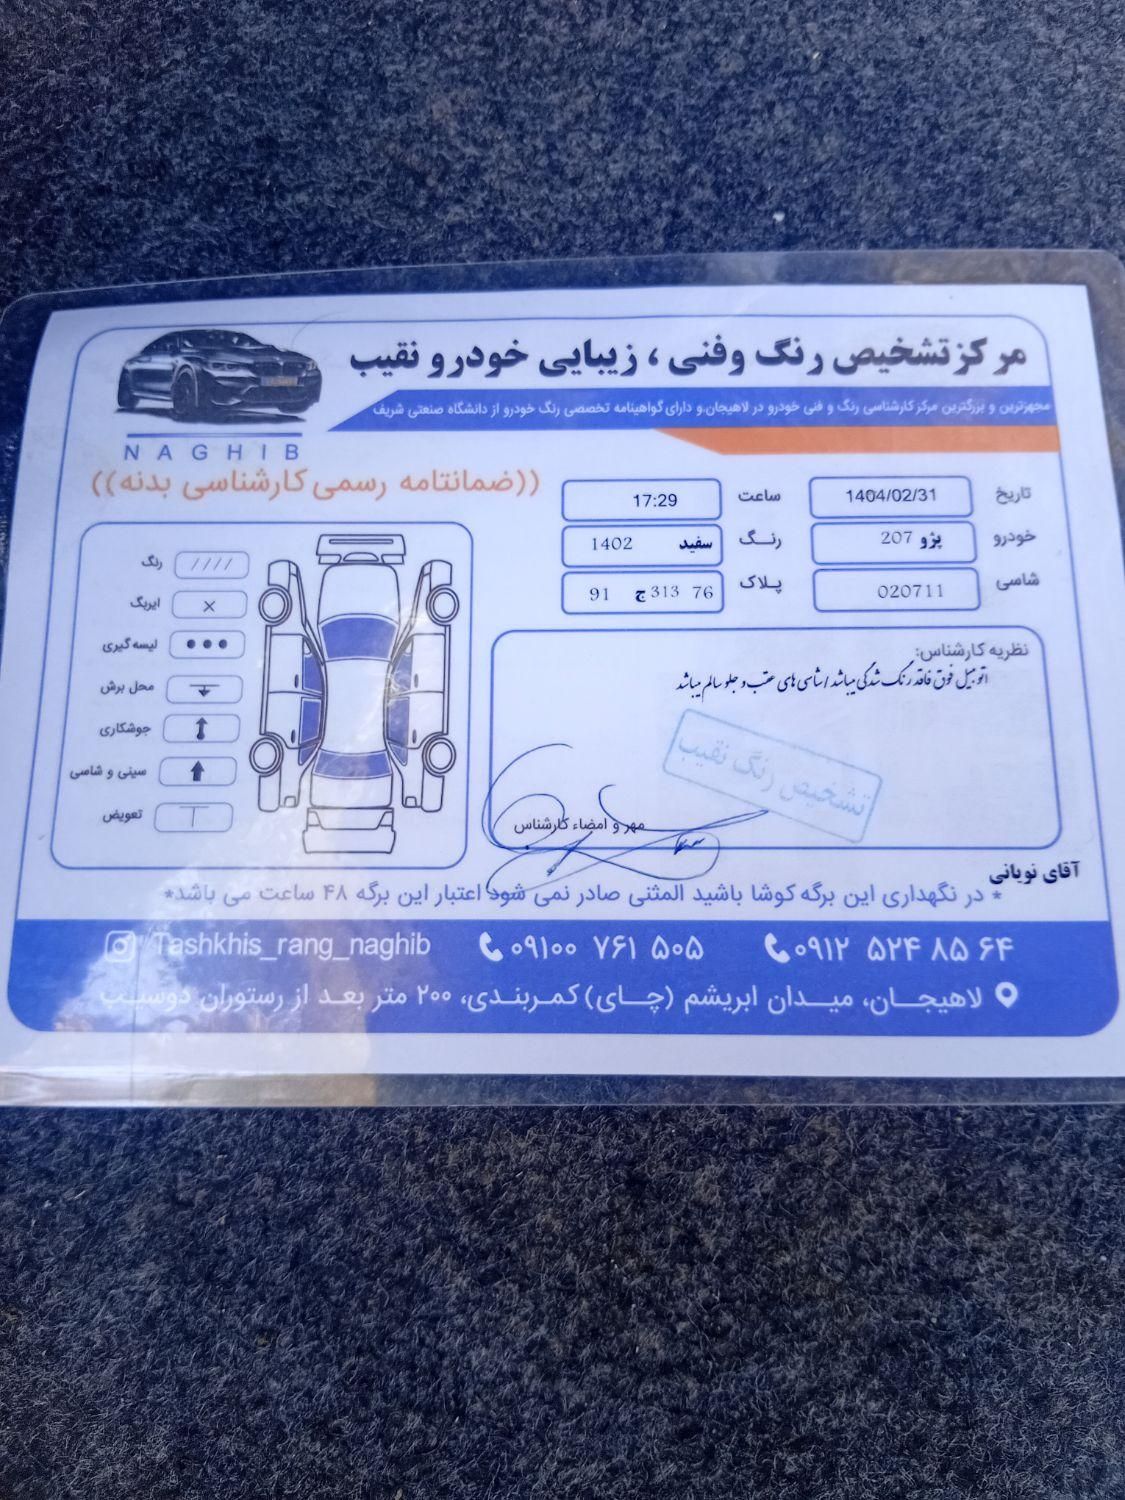 مرکز تشخیص رنگ و فنی ، زیبایی خودرو نقیب
مجهزترین و بزرگترین مرکز کارشناسی رنگ و فنی خودرو در لاهیجان.و دارای گواهینامه تخصصی رنگ خودرو از دانشگاه صنعتی شریف
NAGHIB
((ضمانتنامه رسمی کارشناسی بدنه))
تاریخ 1404/02/31 ساعت 17:29
خودرو پژو 207 رنگ سفید 1402
شاسی 020711 پلاک 76 313 ج 91
رنگ ////
ایربگ ×
لیسه گیری •••
محل برش
جوشکاری
سینی و شاسی
تعویض
نظریه کارشناس:
اتومبیل فوق فاقد رنگ شدگی میباشد / شاسی های عقب و جلو سالم میباشد
تشخیص رنگ نقیب
مهر و امضاء کارشناس
آقای نویانی
* در نگهداری این برگه کوشا باشید المثنی صادر نمی شود اعتبار این برگه ۴۸ ساعت می باشد*
۰۹۱۲ ۵۲۴ ۸۵ ۶۴ ۰۹۱۰۰ ۷۶۱ ۵۰۵ Tashkhis_rang_naghib
لاهیجان، میدان ابریشم (چای) کمربندی، ۲۰۰ متر بعد از رستوران دوسیب